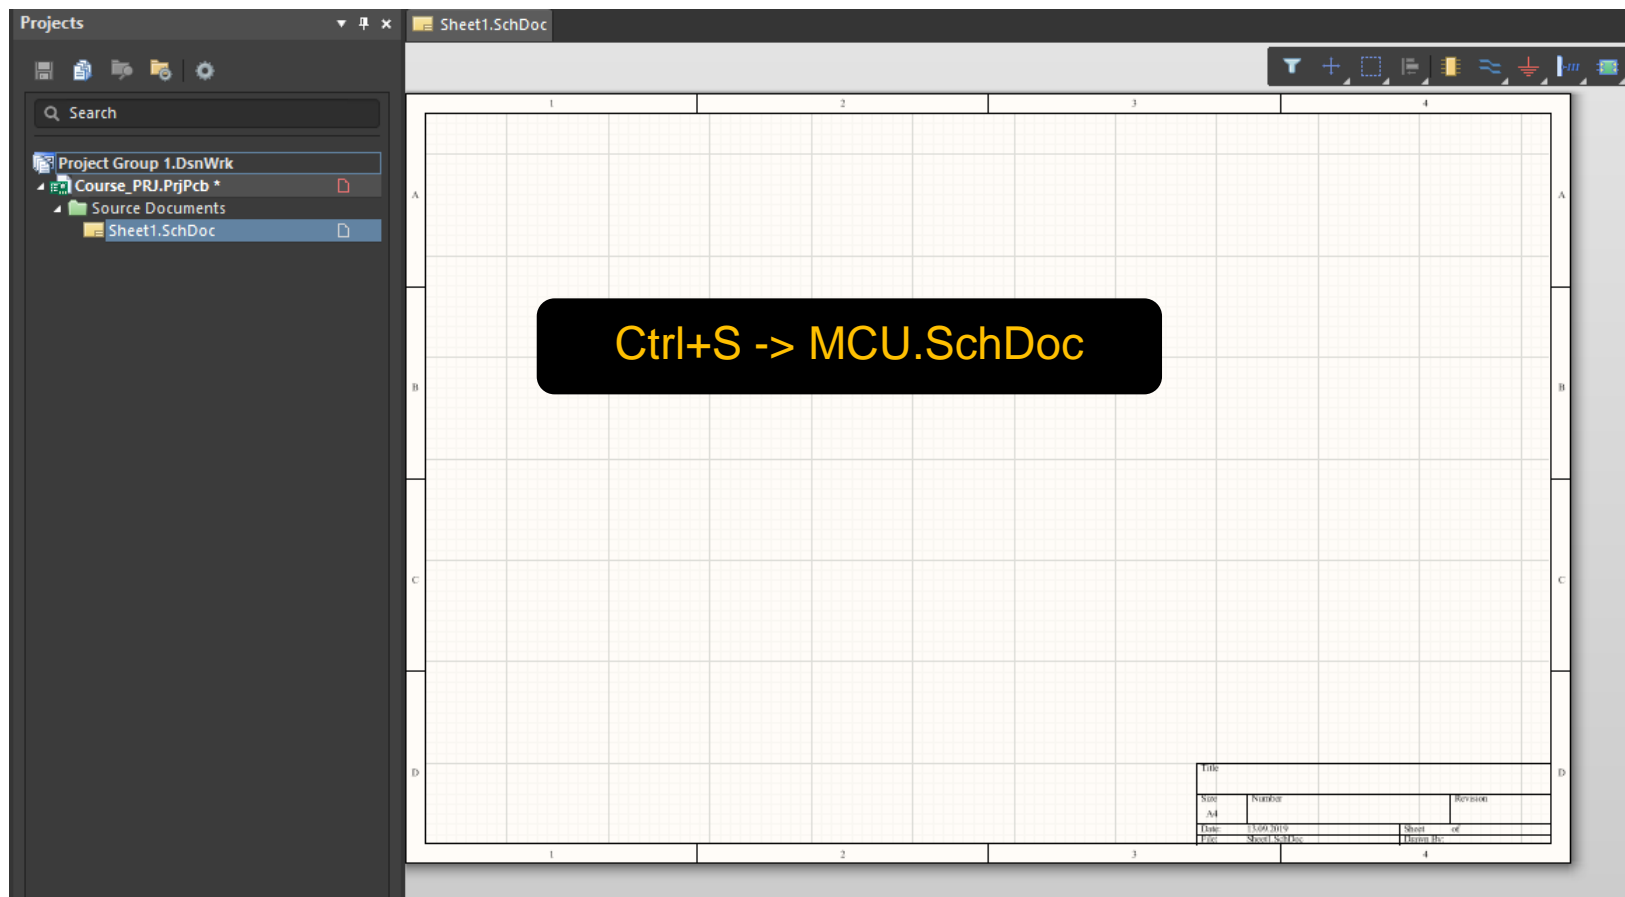 Projects
Sheet1.SchDoc
Search
Project Group 1.DsnWrk
Course_PRJ.PrjPcb *
Source Documents
Sheet1.SchDoc
1 2 3 4
A A
Ctrl+S -> MCU.SchDoc
B B
C C
D D
Title
Size Number Revision
A4
Date: 13.09.2019 Sheet of
File: Sheet1.SchDoc Drawn By:
1 2 3 4